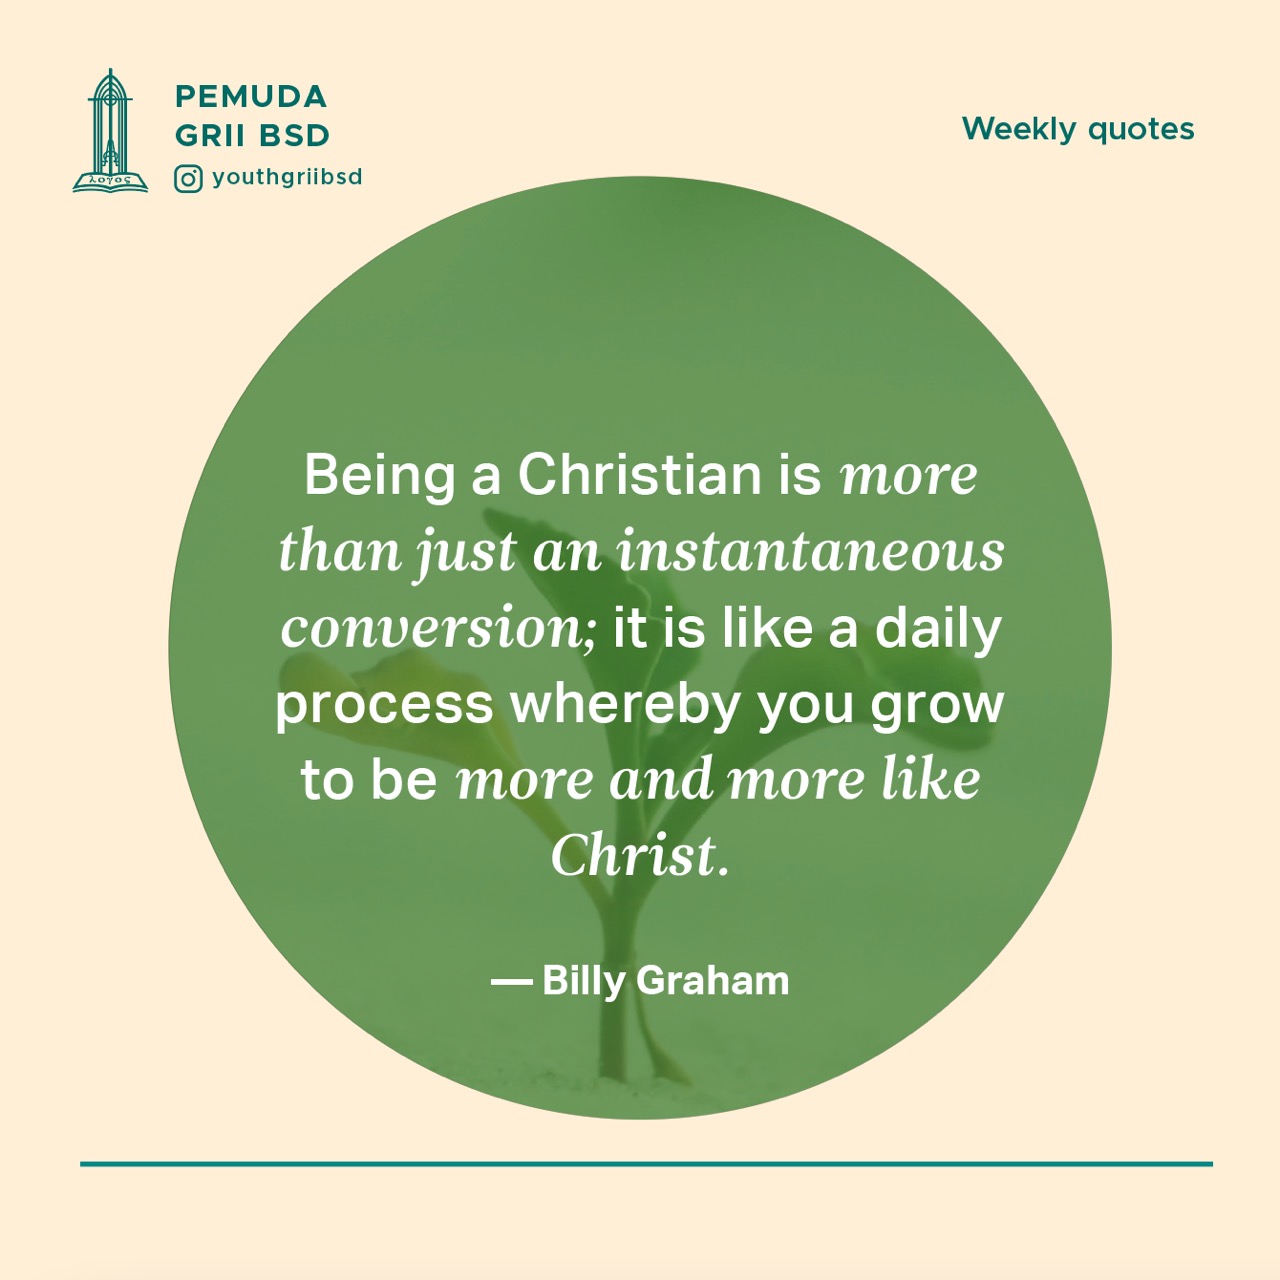 PEMUDA
GRII BSD
youthgriibsd
λογος
Weekly quotes
Being a Christian is more
than just an instantaneous
conversion; it is like a daily
process whereby you grow
to be more and more like
Christ.
— Billy Graham